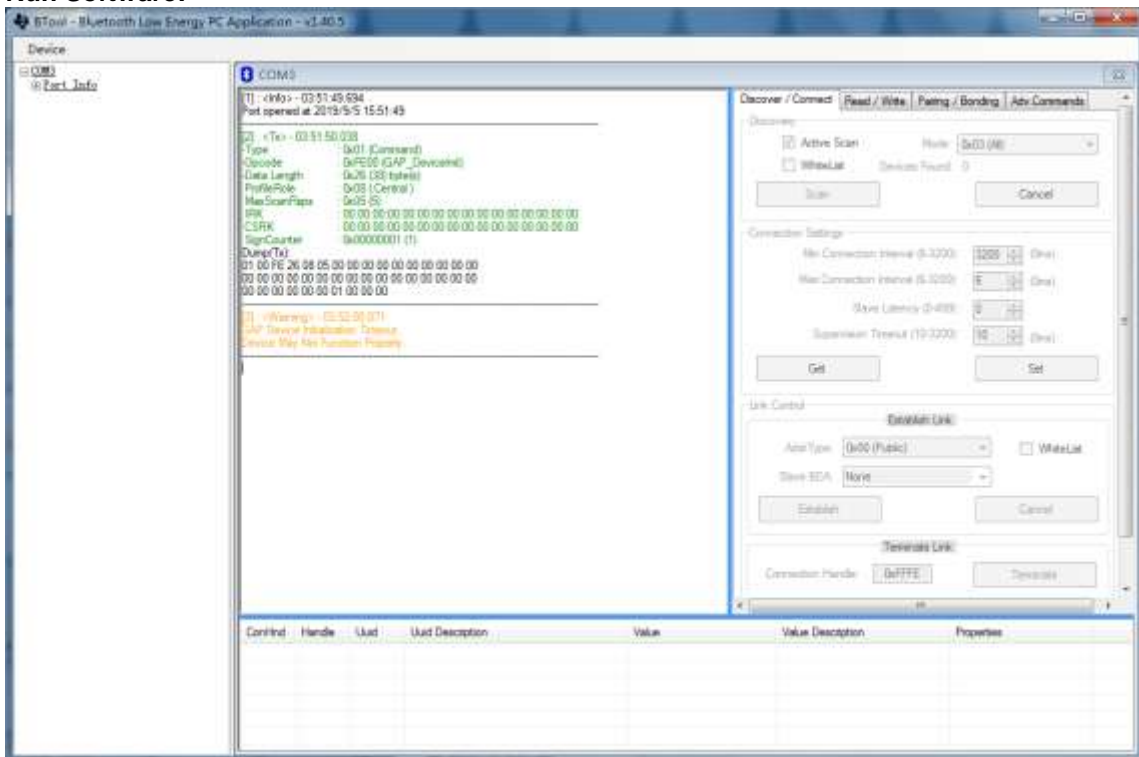 Run Software:
BTool - Bluetooth Low Energy PC Application - v1.40.5
Device
COM3
Port Info
COM3
[1] : <Info> - 03:51:49.694
Port opened at 2019/9/5 15:51:49
[2] : <Tx> - 03:51:50.038
Type : 0x01 (Command)
Opcode : 0xFE00 (GAP_DeviceInit)
Data Length : 0x26 (38) byte(s)
ProfileRole : 0x08 (Central)
MaxScanRsps : 0x05 (5)
IRK : 00:00:00:00:00:00:00:00:00:00:00:00:00:00:00:00
CSRK : 00:00:00:00:00:00:00:00:00:00:00:00:00:00:00:00
SignCounter : 0x00000001 (1)
Dump(Tx):
01 00 FE 26 08 05 00 00 00 00 00 00 00 00 00 00
00 00 00 00 00 00 00 00 00 00 00 00 00 00 00 00
00 00 00 00 00 00 01 00 00 00
[3] : <Warning> - 03:52:00.071
GAP Device Initialization Timeout
Device May Not Function Properly
Discover / Connect Read / Write Pairing / Bonding Adv.Commands
Discovery
Active Scan Mode 0x03 (All)
WhiteList Devices Found: 0
Scan Cancel
Connection Settings
Min Connection Interval (6-3200): 3200 (0ms)
Max Connection Interval (6-3200): 6 (0ms)
Slave Latency (0-499): 0
Supervision Timeout (10-3200): 10 (0ms)
Get Set
Link Control
Establish Link:
AddrType: 0x00 (Public) WhiteList
Slave BDA: None
Establish Cancel
Terminate Link:
Connection Handle: 0xFFFE Terminate
ConHnd Handle Uuid Uuid Description Value Value Description Properties